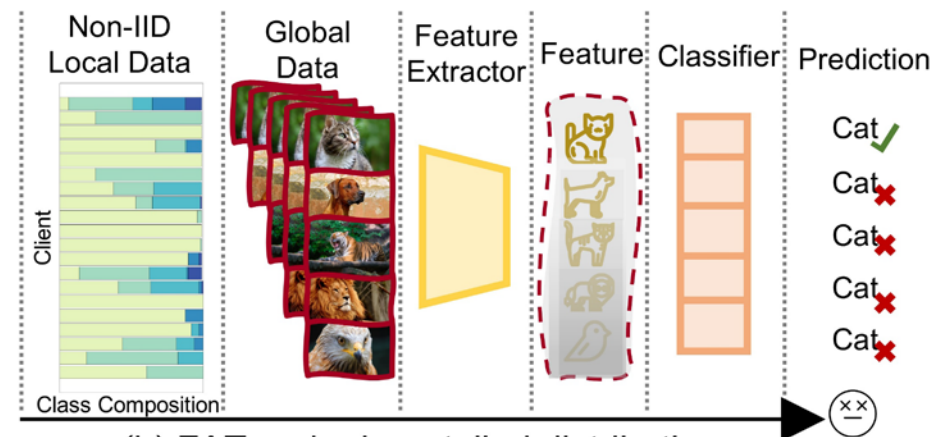 Non-IID
Local Data
Global
Data
Feature
Extractor
Feature
Classifier
Prediction
Client
Class Composition
Cat
Cat
Cat
Cat
Cat